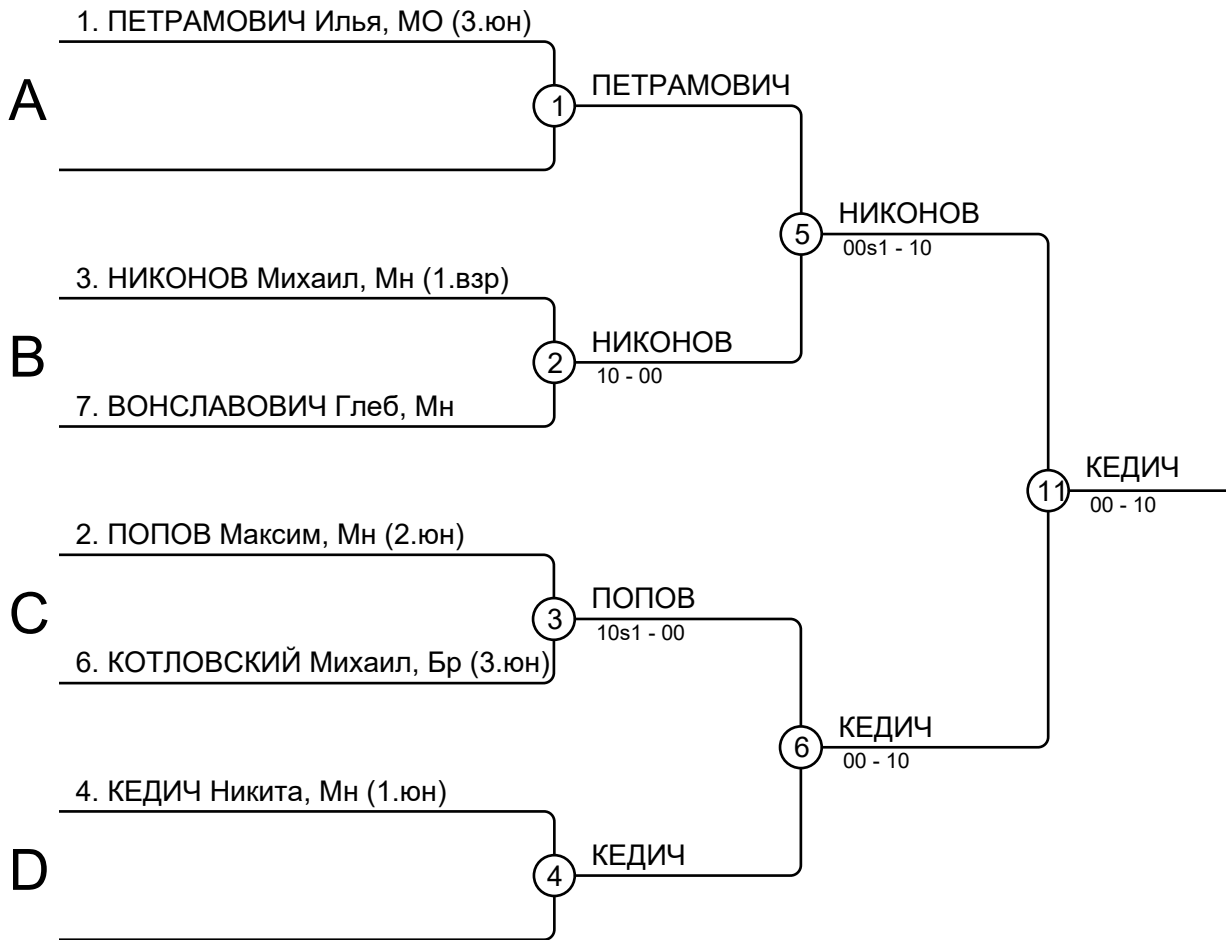 1. ПЕТРАМОВИЧ Илья, МО (3.юн)
A
1
ПЕТРАМОВИЧ
5
НИКОНОВ
00s1 - 10
3. НИКОНОВ Михаил, Мн (1.взр)
B
2
НИКОНОВ
10 - 00
7. ВОНСЛАВОВИЧ Глеб, Мн
11
КЕДИЧ
00 - 10
2. ПОПОВ Максим, Мн (2.юн)
C
3
ПОПОВ
10s1 - 00
6. КОТЛОВСКИЙ Михаил, Бр (3.юн)
6
КЕДИЧ
00 - 10
4. КЕДИЧ Никита, Мн (1.юн)
D
4
КЕДИЧ